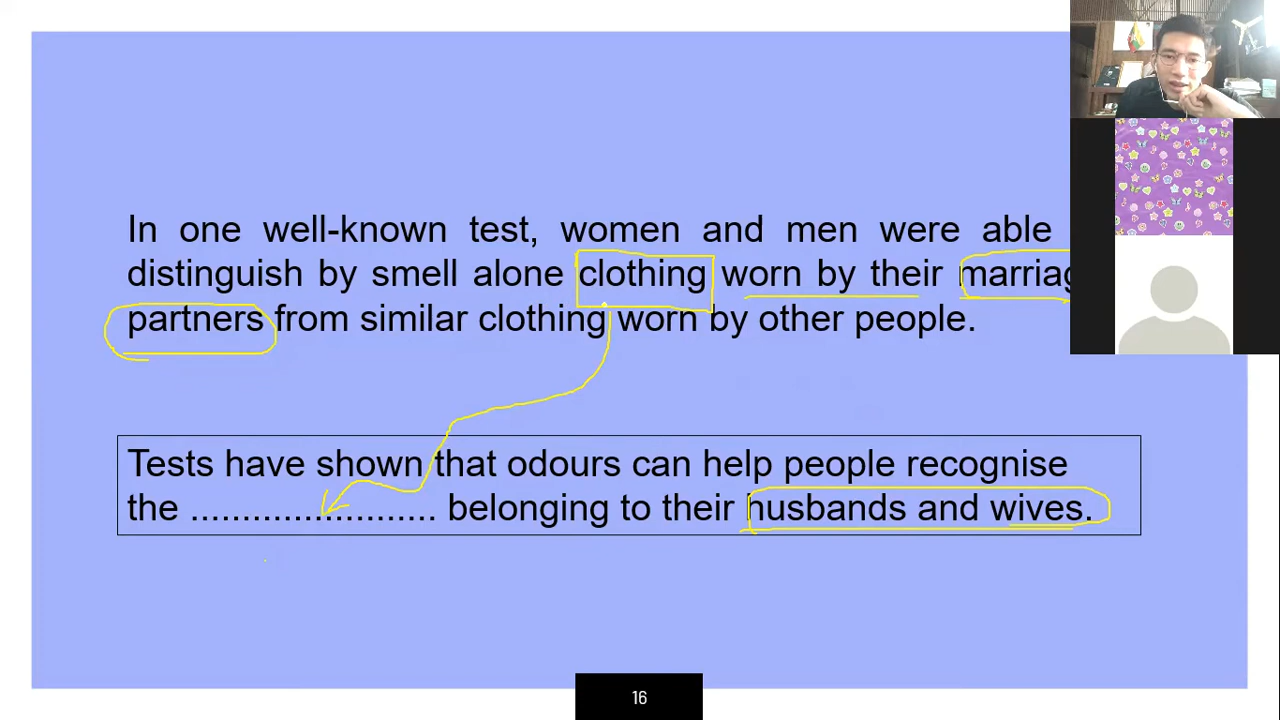 In one well-known test, women and men were able
distinguish by smell alone clothing worn by their marriag
partners from similar clothing worn by other people.
Tests have shown that odours can help people recognise
the ........................ belonging to their husbands and wives.
16